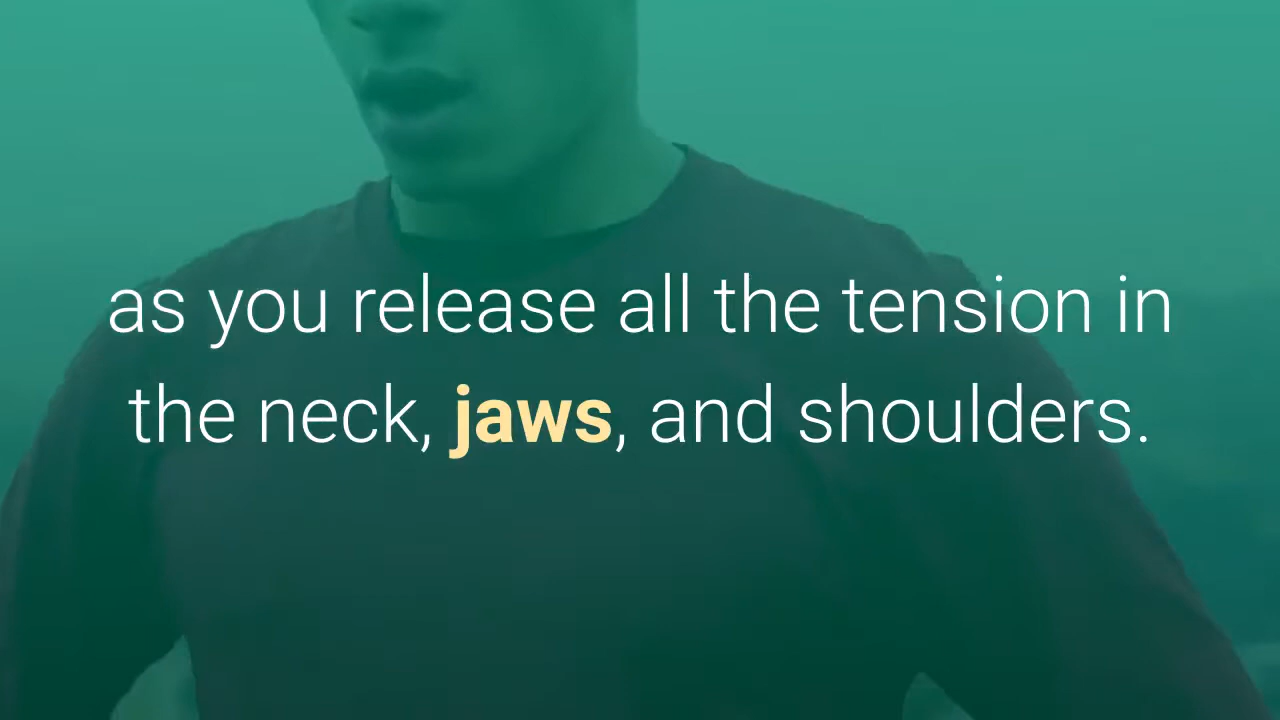 as you release all the tension in
the neck, jaws, and shoulders.